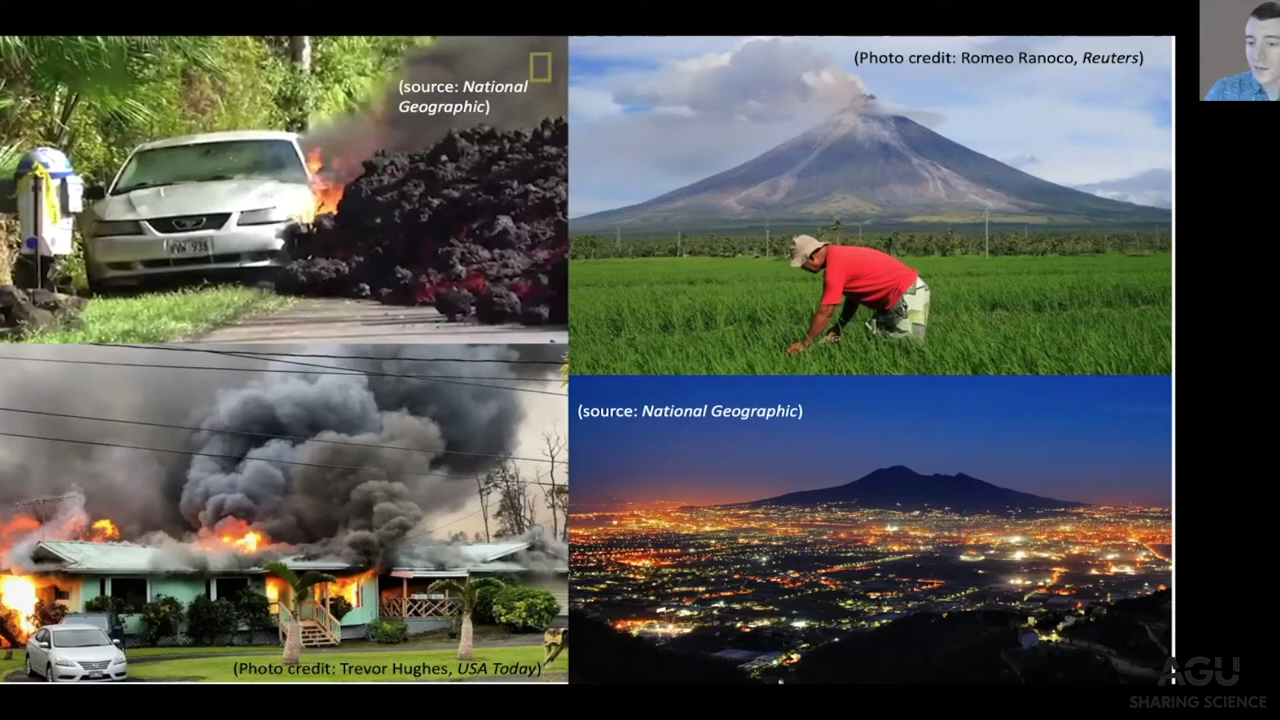 (source: National
Geographic)
(Photo credit: Romeo Ranoco, Reuters)
(source: National Geographic)
(Photo credit: Trevor Hughes, USA Today)
AGU
SHARING SCIENCE